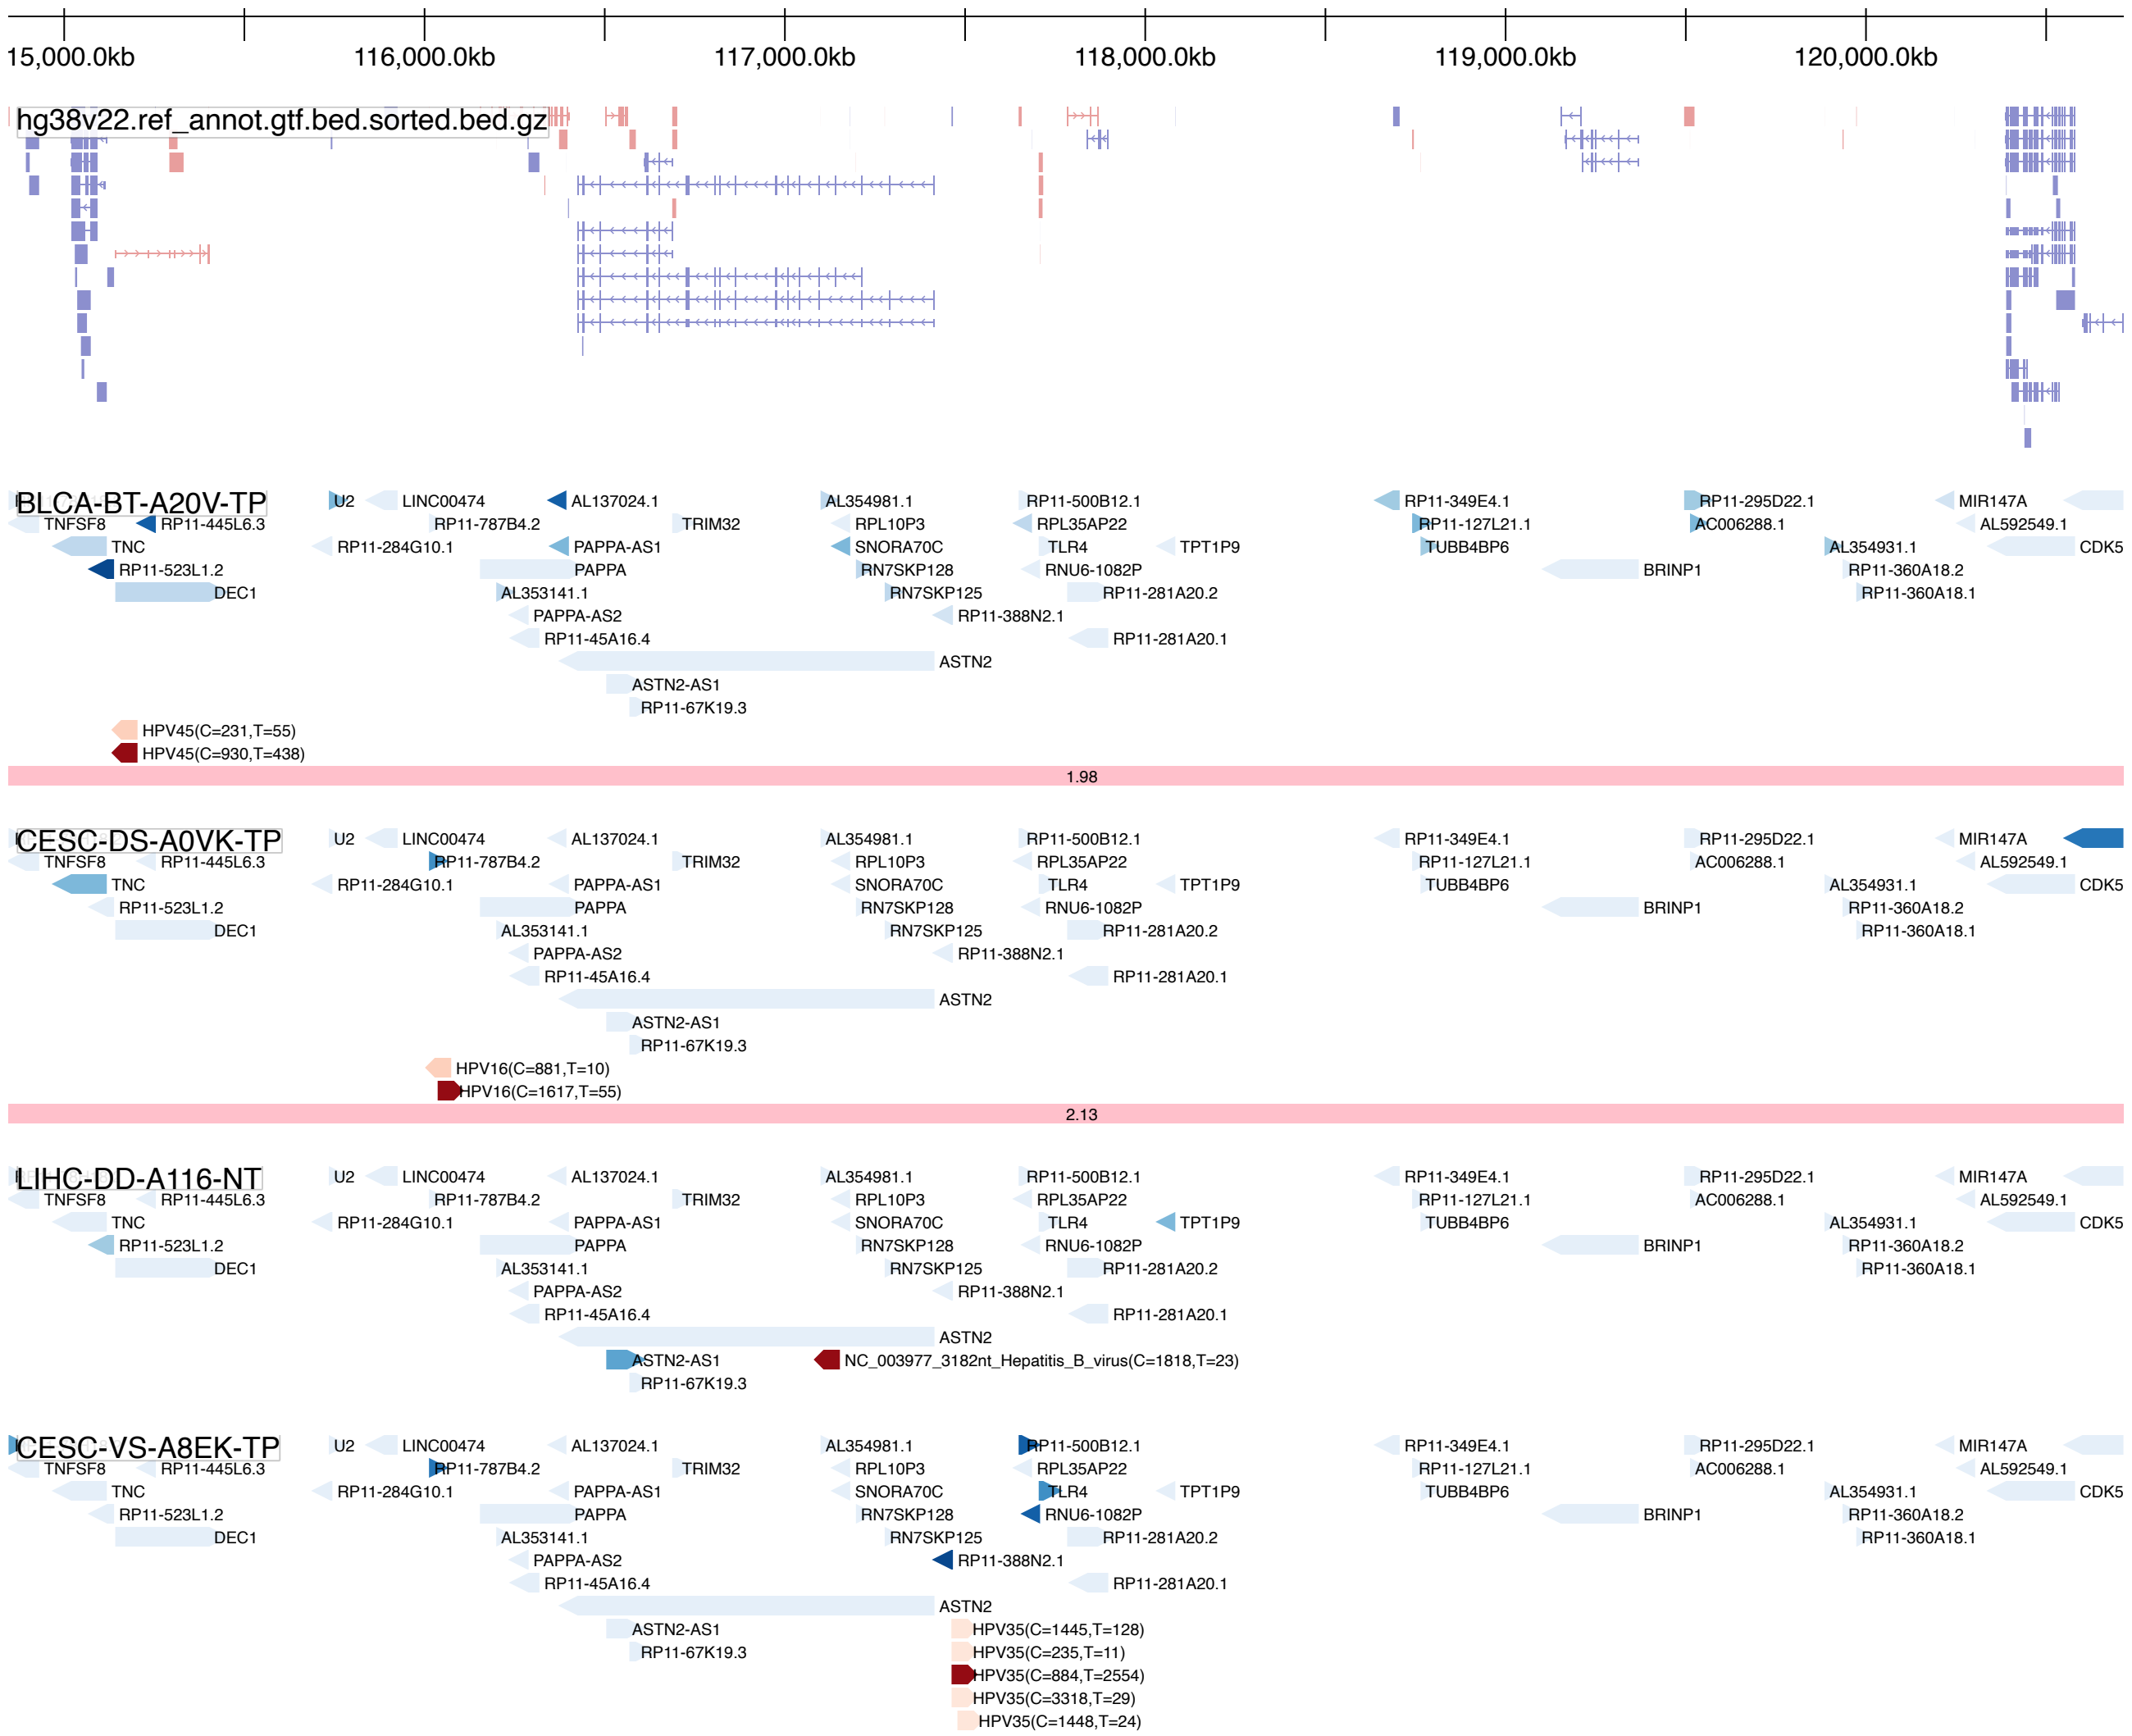 15,000.0kb 116,000.0kb 117,000.0kb 118,000.0kb 119,000.0kb 120,000.0kb
hg38v22.ref_annot.gtf.bed.sorted.bed.gz
BLCA-BT-A20V-TP U2 LINC00474 AL137024.1 AL354981.1 RP11-500B12.1 RP11-349E4.1 RP11-295D22.1 MIR147A
TNFSF8 RP11-445L6.3 RP11-787B4.2 TRIM32 RPL10P3 RPL35AP22 RP11-127L21.1 AC006288.1 AL592549.1
TNC RP11-284G10.1 PAPPA-AS1 SNORA70C TLR4 TPT1P9 TUBB4BP6 AL354931.1 CDK5
RP11-523L1.2 PAPPA RN7SKP128 RNU6-1082P BRINP1 RP11-360A18.2
DEC1 AL353141.1 RN7SKP125 RP11-281A20.2 RP11-360A18.1
PAPPA-AS2 RP11-388N2.1
RP11-45A16.4 RP11-281A20.1
ASTN2
ASTN2-AS1
RP11-67K19.3
HPV45(C=231,T=55)
HPV45(C=930,T=438)
1.98
CESC-DS-A0VK-TP U2 LINC00474 AL137024.1 AL354981.1 RP11-500B12.1 RP11-349E4.1 RP11-295D22.1 MIR147A
TNFSF8 RP11-445L6.3 RP11-787B4.2 TRIM32 RPL10P3 RPL35AP22 RP11-127L21.1 AC006288.1 AL592549.1
TNC RP11-284G10.1 PAPPA-AS1 SNORA70C TLR4 TPT1P9 TUBB4BP6 AL354931.1 CDK5
RP11-523L1.2 PAPPA RN7SKP128 RNU6-1082P BRINP1 RP11-360A18.2
DEC1 AL353141.1 RN7SKP125 RP11-281A20.2 RP11-360A18.1
PAPPA-AS2 RP11-388N2.1
RP11-45A16.4 RP11-281A20.1
ASTN2
ASTN2-AS1
RP11-67K19.3
HPV16(C=881,T=10)
HPV16(C=1617,T=55)
2.13
LIHC-DD-A116-NT U2 LINC00474 AL137024.1 AL354981.1 RP11-500B12.1 RP11-349E4.1 RP11-295D22.1 MIR147A
TNFSF8 RP11-445L6.3 RP11-787B4.2 TRIM32 RPL10P3 RPL35AP22 RP11-127L21.1 AC006288.1 AL592549.1
TNC RP11-284G10.1 PAPPA-AS1 SNORA70C TLR4 TPT1P9 TUBB4BP6 AL354931.1 CDK5
RP11-523L1.2 PAPPA RN7SKP128 RNU6-1082P BRINP1 RP11-360A18.2
DEC1 AL353141.1 RN7SKP125 RP11-281A20.2 RP11-360A18.1
PAPPA-AS2 RP11-388N2.1
RP11-45A16.4 RP11-281A20.1
ASTN2
ASTN2-AS1 NC_003977_3182nt_Hepatitis_B_virus(C=1818,T=23)
RP11-67K19.3
CESC-VS-A8EK-TP U2 LINC00474 AL137024.1 AL354981.1 RP11-500B12.1 RP11-349E4.1 RP11-295D22.1 MIR147A
TNFSF8 RP11-445L6.3 RP11-787B4.2 TRIM32 RPL10P3 RPL35AP22 RP11-127L21.1 AC006288.1 AL592549.1
TNC RP11-284G10.1 PAPPA-AS1 SNORA70C TLR4 TPT1P9 TUBB4BP6 AL354931.1 CDK5
RP11-523L1.2 PAPPA RN7SKP128 RNU6-1082P BRINP1 RP11-360A18.2
DEC1 AL353141.1 RN7SKP125 RP11-281A20.2 RP11-360A18.1
PAPPA-AS2 RP11-388N2.1
RP11-45A16.4 RP11-281A20.1
ASTN2
ASTN2-AS1 HPV35(C=1445,T=128)
RP11-67K19.3 HPV35(C=235,T=11)
HPV35(C=884,T=2554)
HPV35(C=3318,T=29)
HPV35(C=1448,T=24)